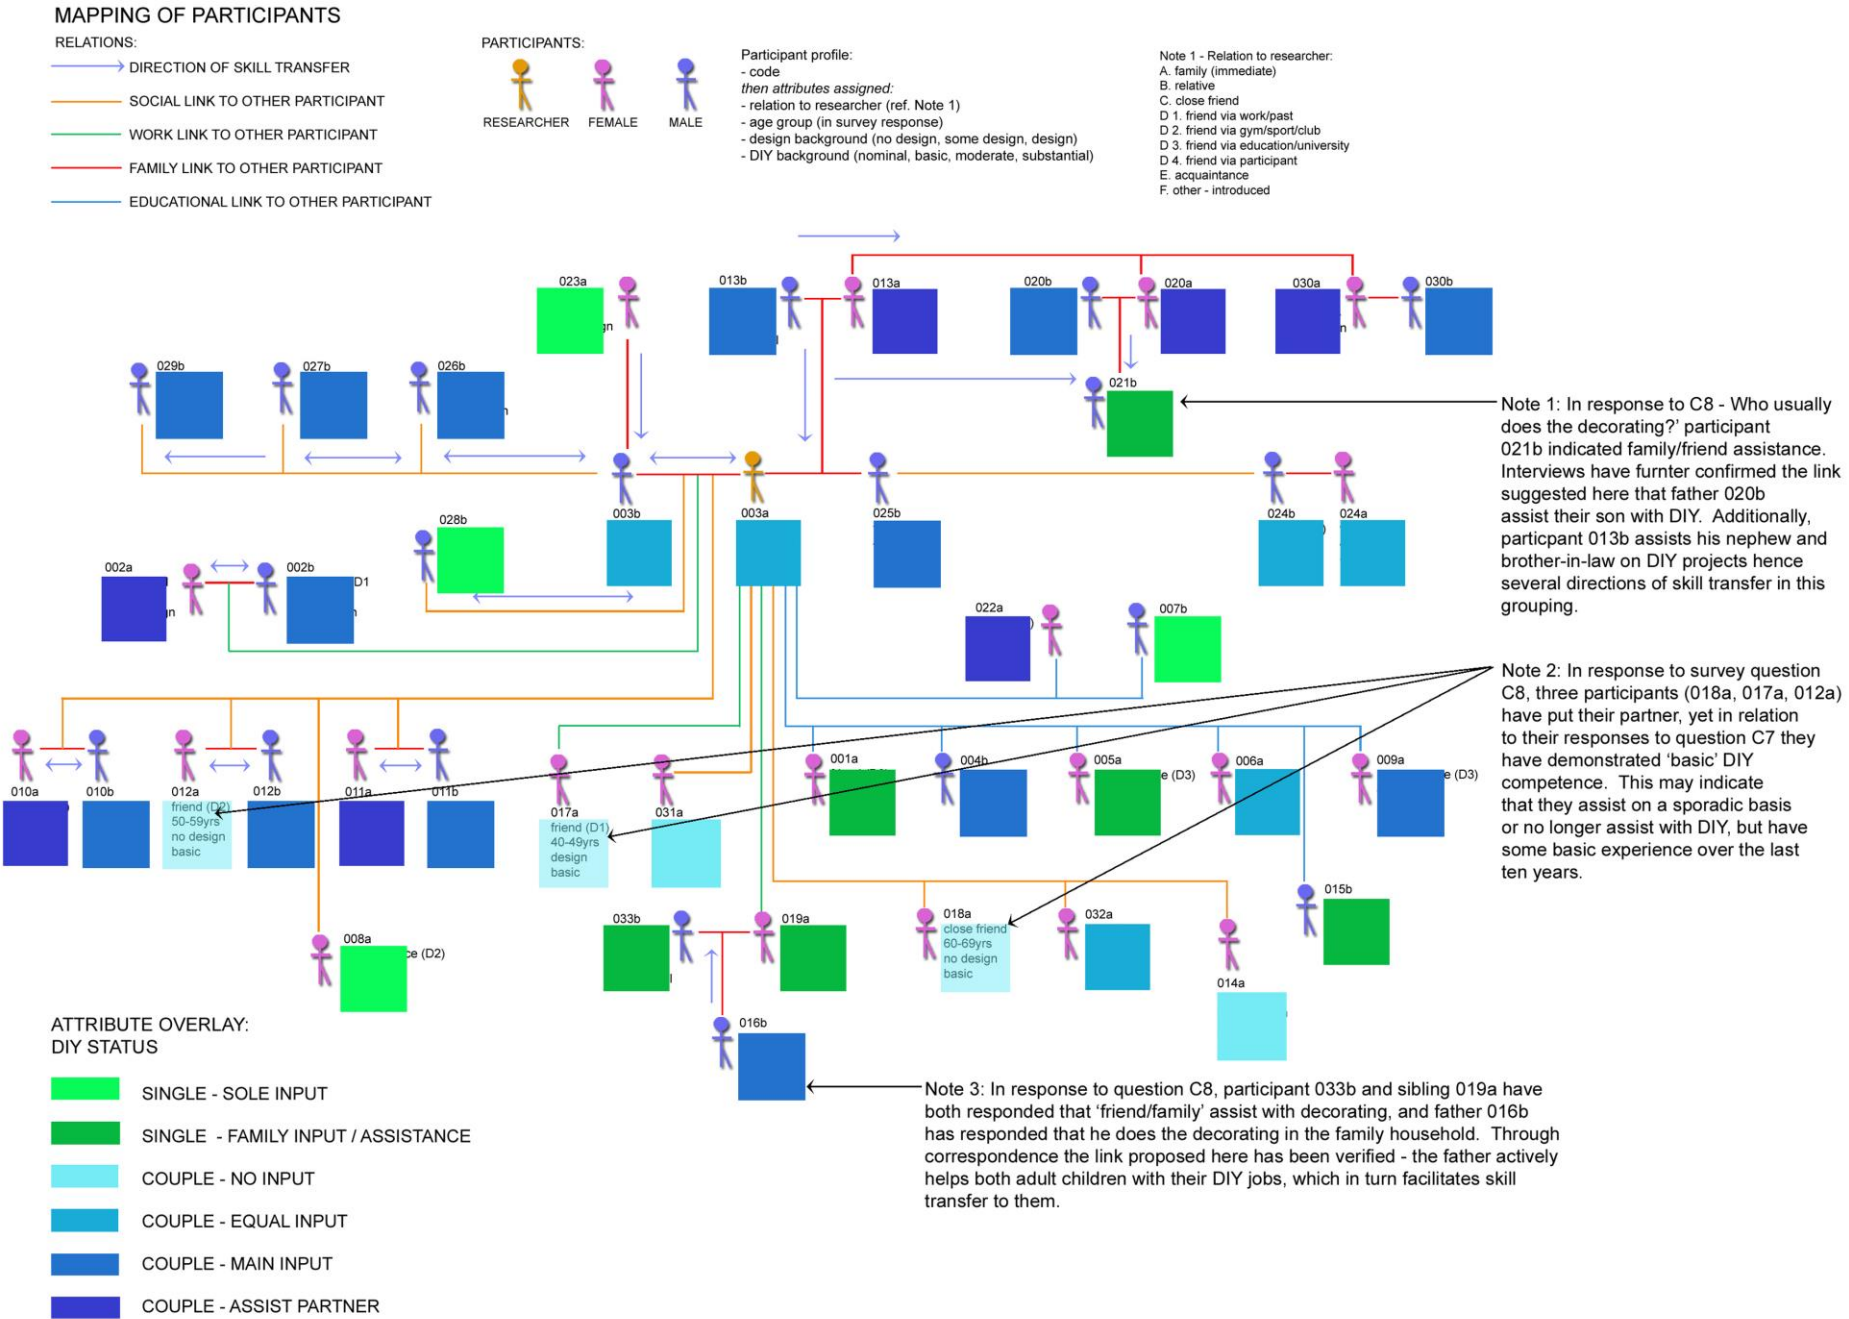 MAPPING OF PARTICIPANTS
RELATIONS:
DIRECTION OF SKILL TRANSFER
SOCIAL LINK TO OTHER PARTICIPANT
WORK LINK TO OTHER PARTICIPANT
FAMILY LINK TO OTHER PARTICIPANT
EDUCATIONAL LINK TO OTHER PARTICIPANT
PARTICIPANTS:
RESEARCHER
FEMALE
MALE
Participant profile:
- code
then attributes assigned:
- relation to researcher (ref. Note 1)
- age group (in survey response)
- design background (no design, some design, design)
- DIY background (nominal, basic, moderate, substantial)
Note 1 - Relation to researcher:
A. family (immediate)
B. relative
C. close friend
D 1. friend via work/past
D 2. friend via gym/sport/club
D 3. friend via education/university
D 4. friend via participant
E. acquaintance
F. other - introduced
023a
013b
013a
020b
020a
030a
030b
gn
n
029b
027b
026b
021b
Note 1: In response to C8 - Who usually
does the decorating?’ participant
021b indicated family/friend assistance.
Interviews have furnter confirmed the link
suggested here that father 020b
assist their son with DIY.  Additionally,
particpant 013b assists his nephew and
brother-in-law on DIY projects hence
several directions of skill transfer in this
grouping.
028b
003b
003a
025b
024b
024a
002a
002b
D1
gn
022a
007b
Note 2: In response to survey question
C8, three participants (018a, 017a, 012a)
have put their partner, yet in relation
to their responses to question C7 they
have demonstrated ‘basic’ DIY
competence.  This may indicate
that they assist on a sporadic basis
or no longer assist with DIY, but have
some basic experience over the last
ten years.
010a
010b
012a
friend (D2)
50-59yrs
no design
basic
012b
011a
011b
017a
friend (D1)
40-49yrs
design
basic
031a
001a
004b
005a
e (D3)
006a
009a
e (D3)
008a
ce (D2)
033b
019a
018a
close friend
60-69yrs
no design
basic
032a
014a
015b
016b
Note 3: In response to question C8, participant 033b and sibling 019a have
both responded that ‘friend/family’ assist with decorating, and father 016b
has responded that he does the decorating in the family household.  Through
correspondence the link proposed here has been verified - the father actively
helps both adult children with their DIY jobs, which in turn facilitates skill
transfer to them.
ATTRIBUTE OVERLAY:
DIY STATUS
SINGLE - SOLE INPUT
SINGLE  - FAMILY INPUT / ASSISTANCE
COUPLE - NO INPUT
COUPLE - EQUAL INPUT
COUPLE - MAIN INPUT
COUPLE - ASSIST PARTNER